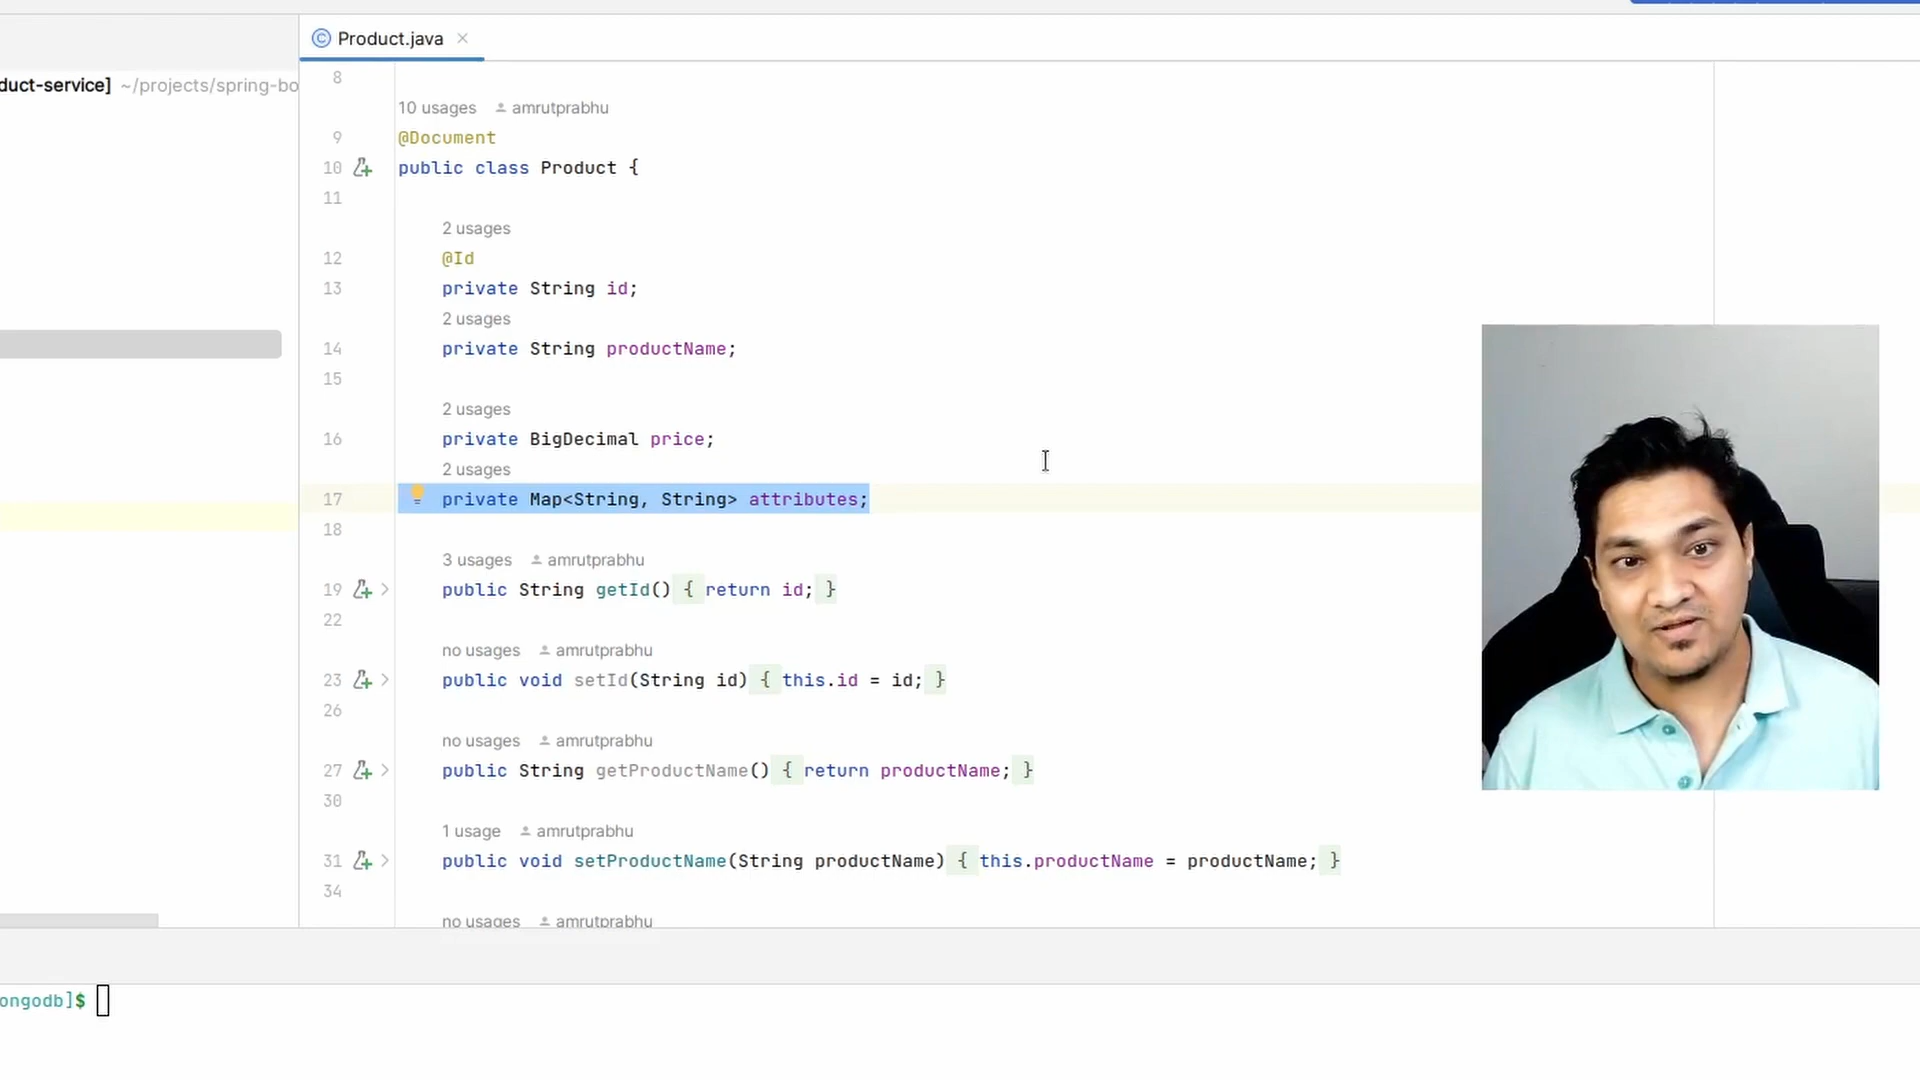 Product.java
duct-service] ~/projects/spring-bo
8
10 usages amrutprabhu
9 @Document
10 public class Product {
11
2 usages
12 @Id
13 private String id;
2 usages
14 private String productName;
15
2 usages
16 private BigDecimal price;
2 usages
17 private Map<String, String> attributes;
18
3 usages amrutprabhu
19 public String getId() { return id; }
22
no usages amrutprabhu
23 public void setId(String id) { this.id = id; }
26
no usages amrutprabhu
27 public String getProductName() { return productName; }
30
1 usage amrutprabhu
31 public void setProductName(String productName) { this.productName = productName; }
34
no usages amrutprabhu
ongodb]$